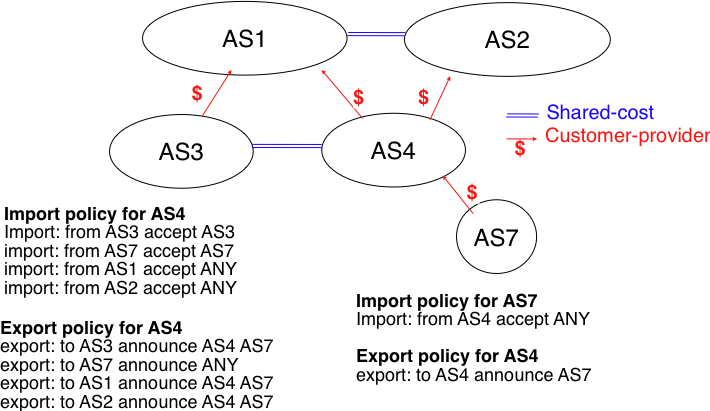 AS1
AS2
$
$
$
Shared-cost
Customer-provider
$
AS3
AS4
$
AS7
Import policy for AS4
Import: from AS3 accept AS3
import: from AS7 accept AS7
import: from AS1 accept ANY
import: from AS2 accept ANY
Export policy for AS4
export: to AS3 announce AS4 AS7
export: to AS7 announce ANY
export: to AS1 announce AS4 AS7
export: to AS2 announce AS4 AS7
Import policy for AS7
Import: from AS4 accept ANY
Export policy for AS4
export: to AS4 announce AS7